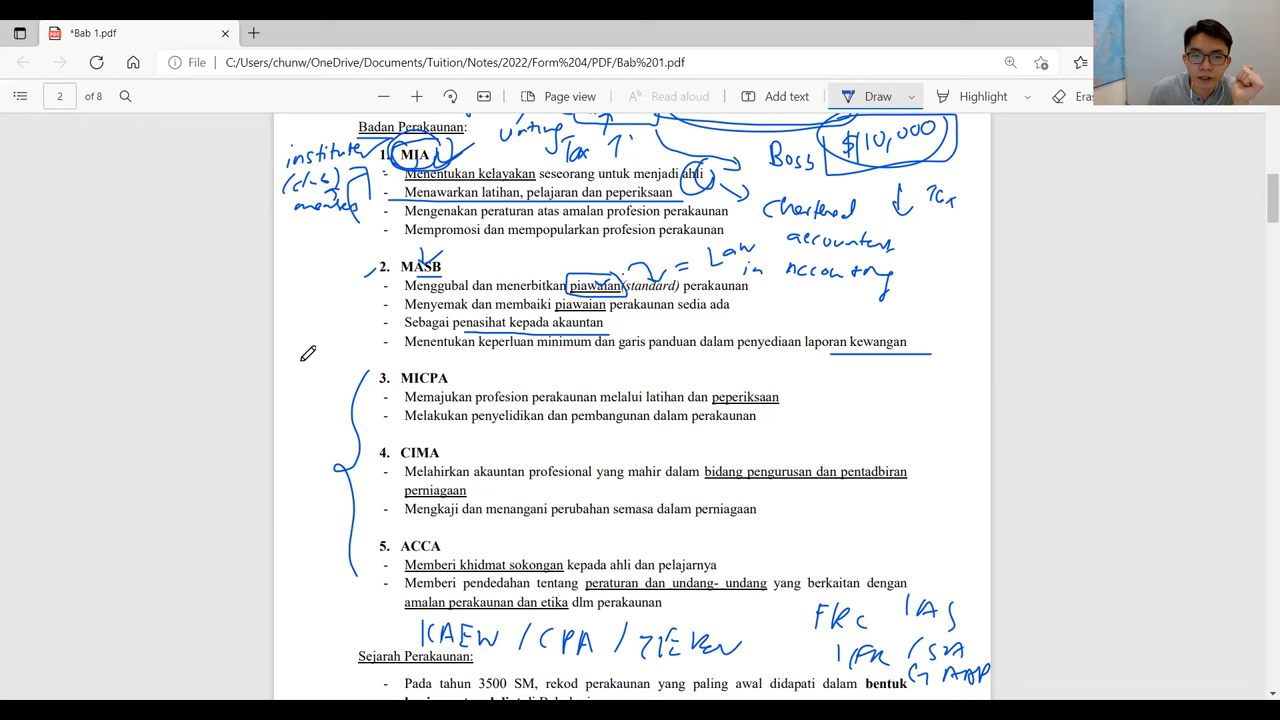 *Bab 1.pdf
File C:/Users/chunw/OneDrive/Documents/Tuition/Notes/2022/Form%204/PDF/Bab%201.pdf
2 of 8 Page view Read aloud Add text Draw Highlight Eras
Badan Perakaunan:
Tax
Boss $10,000
institute
(club)
1. MIA
- Menentukan kelayakan seseorang untuk menjadi ahli
- Menawarkan latihan, pelajaran dan peperiksaan
- Mengenakan peraturan atas amalan profesion perakaunan
- Mempromosi dan mempopularkan profesion perakaunan
Chartered
accountant
Tax
2. MASB
= Law
in Accounting
- Menggubal dan menerbitkan piawaian (standard) perakaunan
- Menyemak dan membaiki piawaian perakaunan sedia ada
- Sebagai penasihat kepada akauntan
- Menentukan keperluan minimum dan garis panduan dalam penyediaan laporan kewangan
3. MICPA
- Memajukan profesion perakaunan melalui latihan dan peperiksaan
- Melakukan penyelidikan dan pembangunan dalam perakaunan
4. CIMA
- Melahirkan akauntan profesional yang mahir dalam bidang pengurusan dan pentadbiran
perniagaan
- Mengkaji dan menangani perubahan semasa dalam perniagaan
5. ACCA
- Memberi khidmat sokongan kepada ahli dan pelajarnya
- Memberi pendedahan tentang peraturan dan undang- undang yang berkaitan dengan
amalan perakaunan dan etika dlm perakaunan
/ CPA /
FRC IAS
GAAP
Sejarah Perakaunan:
- Pada tahun 3500 SM, rekod perakaunan yang paling awal didapati dalam bentuk